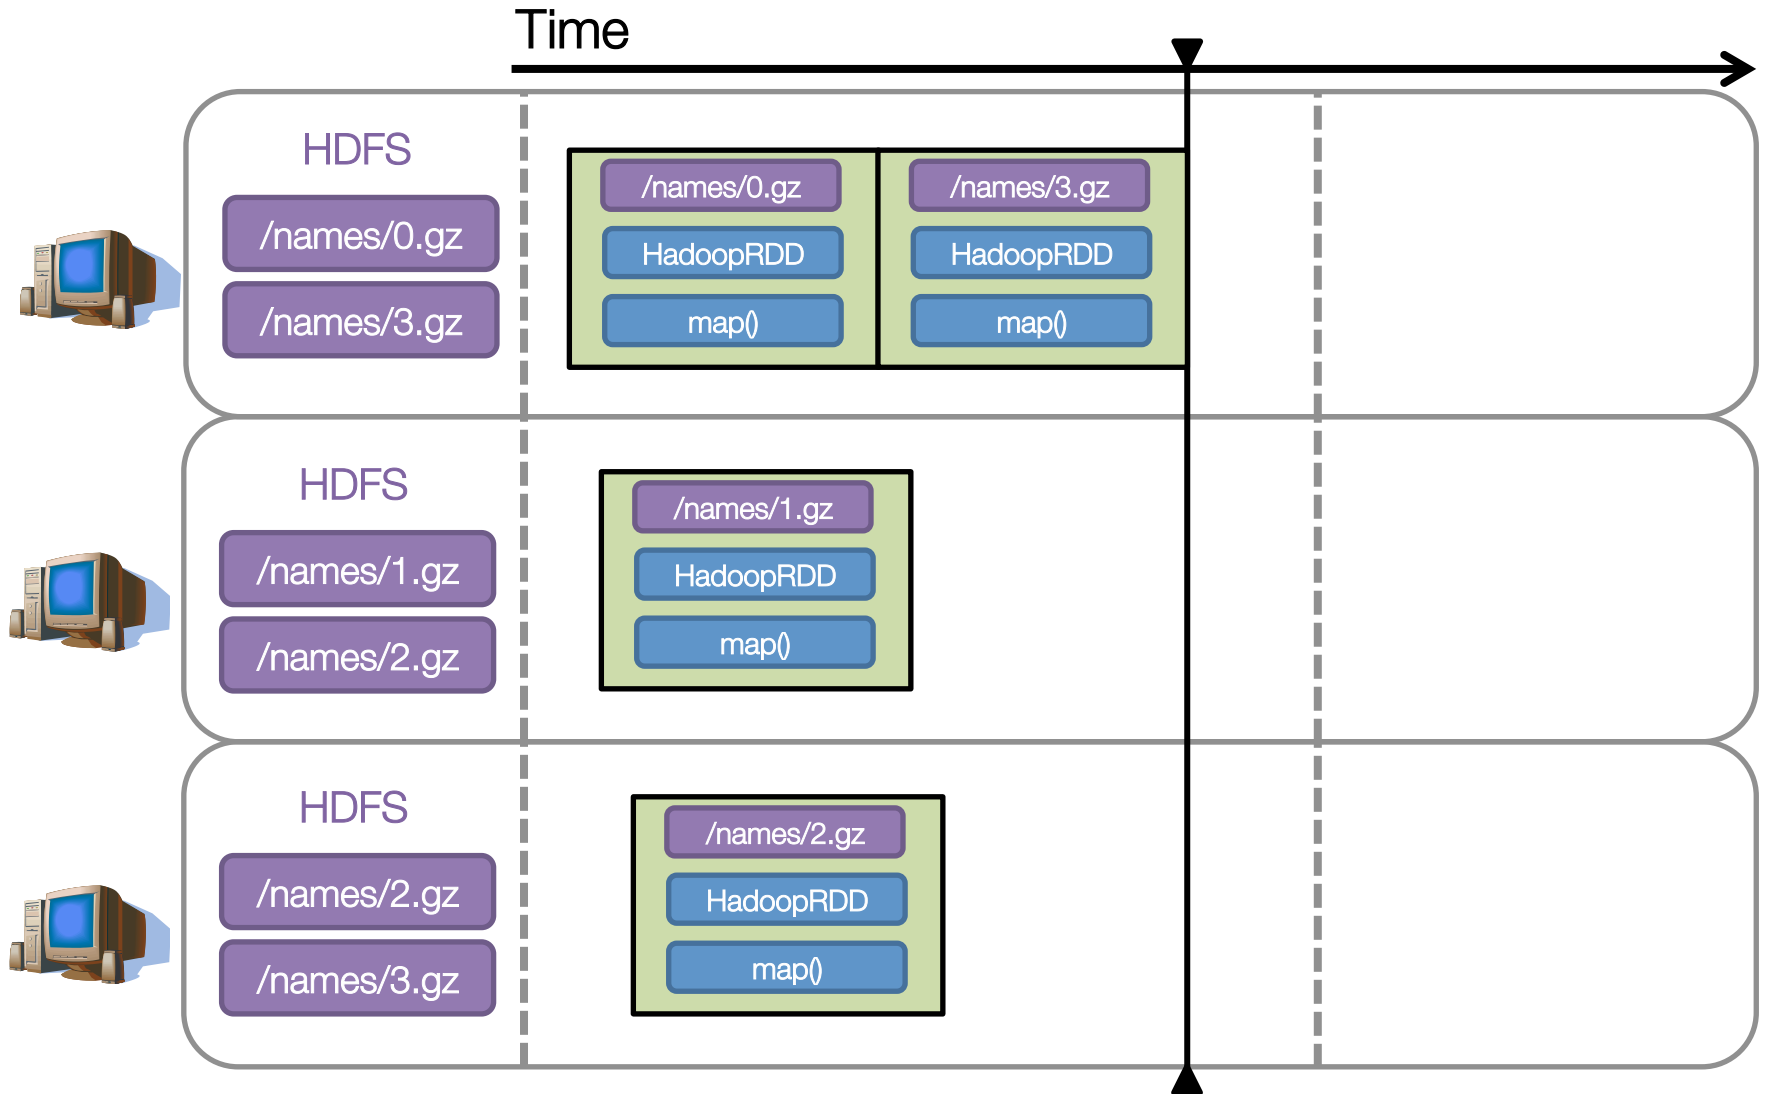 Time
HDFS
/names/0.gz
/names/3.gz
/names/0.gz
HadoopRDD
map()
/names/3.gz
HadoopRDD
map()
HDFS
/names/1.gz
/names/2.gz
/names/1.gz
HadoopRDD
map()
HDFS
/names/2.gz
/names/3.gz
/names/2.gz
HadoopRDD
map()